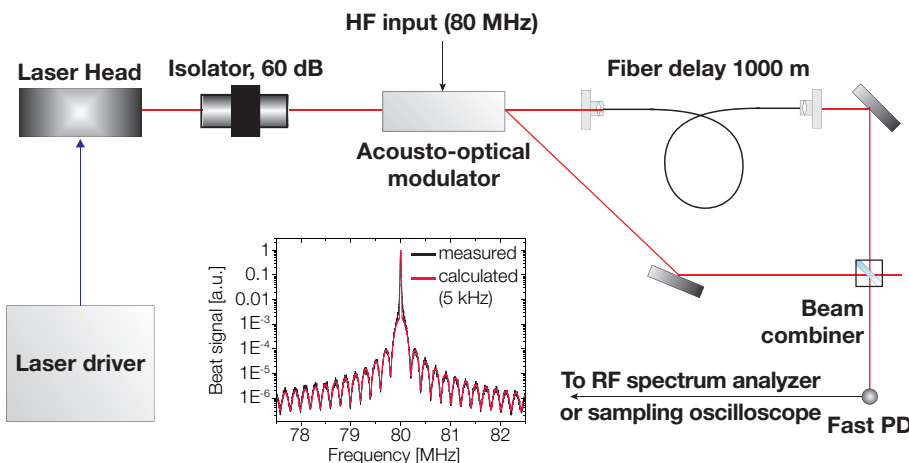 HF input (80 MHz)
Laser Head
Isolator, 60 dB
Fiber delay 1000 m
Acousto-optical
modulator
Beat signal [a.u.]
1
0.1
0.01
1E-3
1E-4
1E-5
1E-6
measured
calculated
(5 kHz)
78
79
80
81
82
Frequency [MHz]
Laser driver
Beam
combiner
To RF spectrum analyzer
or sampling oscilloscope
Fast PD